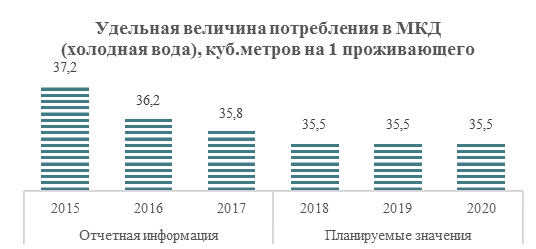 Удельная величина потребления в МКД
(холодная вода), куб.метров на 1 проживающего
37,2
36,2
35,8
35,5
35,5
35,5
2015 2016 2017 2018 2019 2020
Отчетная информация Планируемые значения